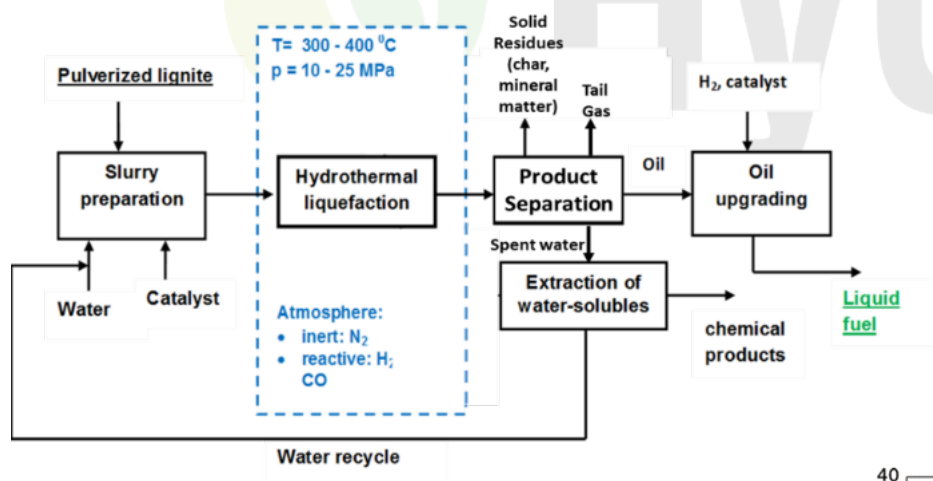 T= 300 - 400 ⁰C
p = 10 - 25 MPa
Solid
Residues
(char,
mineral
matter)
Tail
Gas
Pulverized lignite
H₂, catalyst
Slurry
preparation
Hydrothermal
liquefaction
Product
Separation
Oil
Oil
upgrading
Spent water
Water
Catalyst
Extraction of
water-solubles
Liquid
fuel
chemical
products
Atmosphere:
• inert: N₂
• reactive: H
CO
Water recycle
40